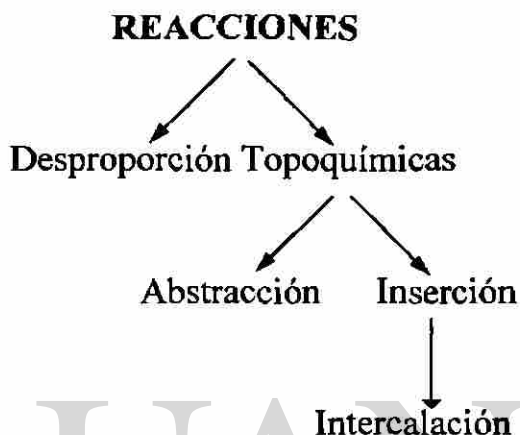 REACCIONES
Desproporción Topoquímicas
Abstracción Inserción
Intercalación